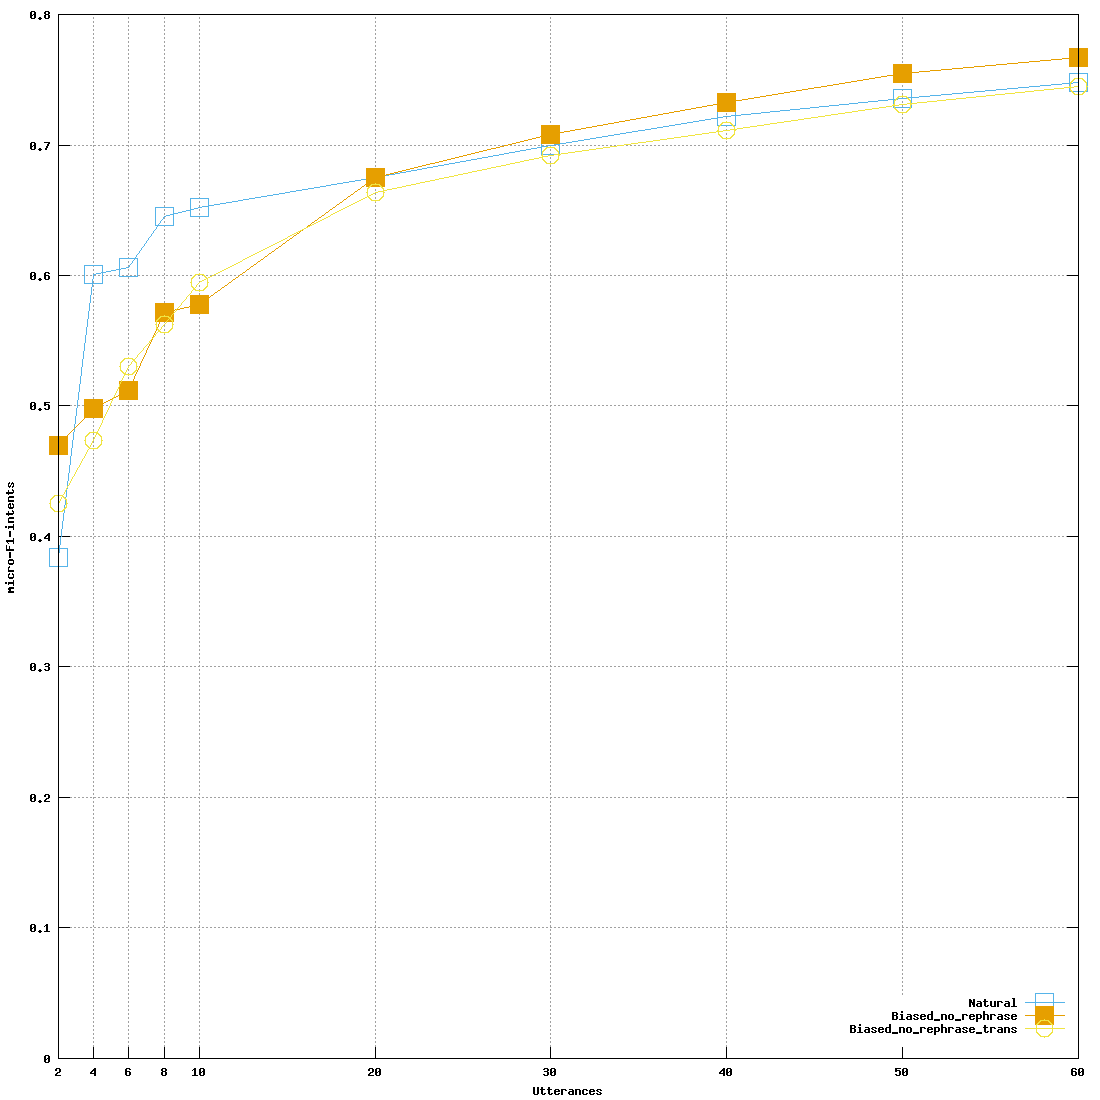 0.8
0.7
0.6
0.5
0.4
0.3
0.2
0.1
0
micro-F1-intents
Natural
Biased_no_rephrase
Biased_no_rephrase_trans
2 4 6 8 10 20 30 40 50 60
Utterances